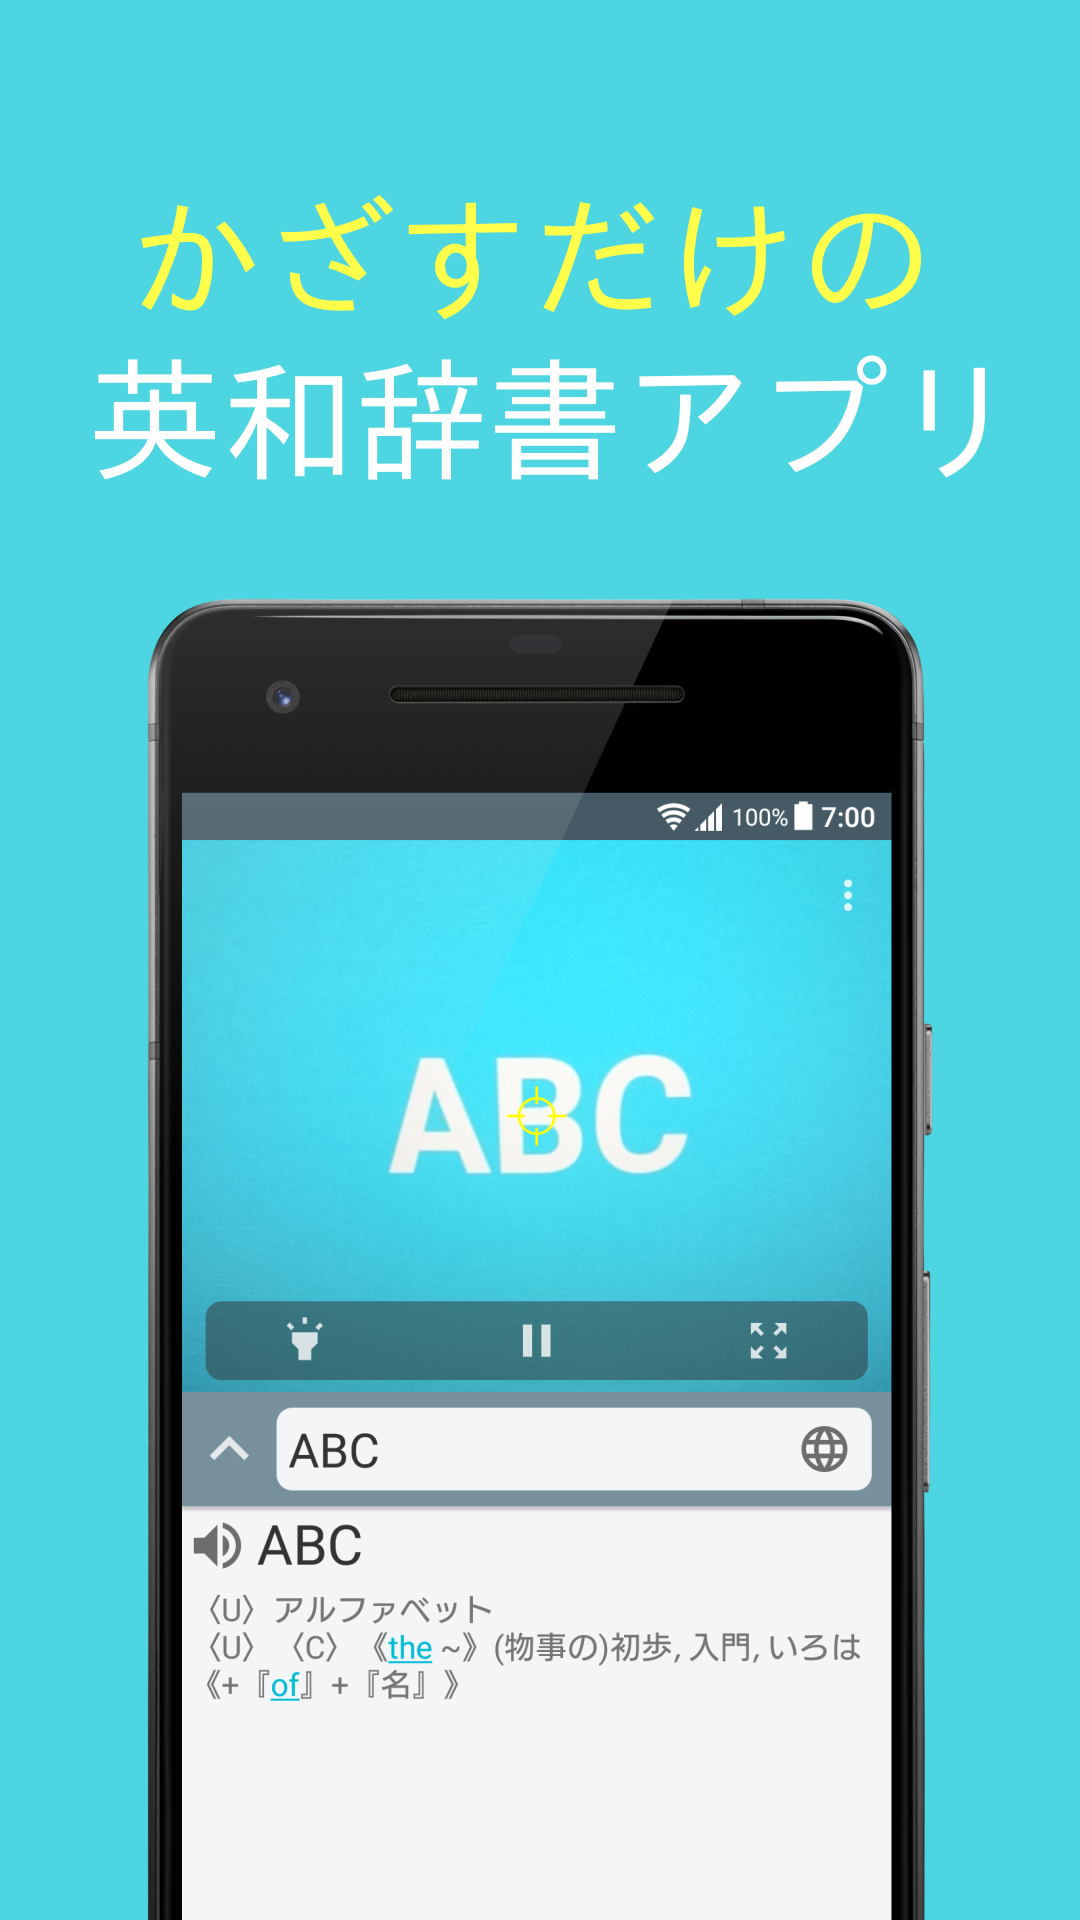 かざすだけの
英和辞書アプリ
100% 7:00
ABC
ABC
ABC
〈U〉 アルファベット
〈U〉 〈C〉 《the ~》(物事の)初歩, 入門, いろは
《+『of』+『名』》